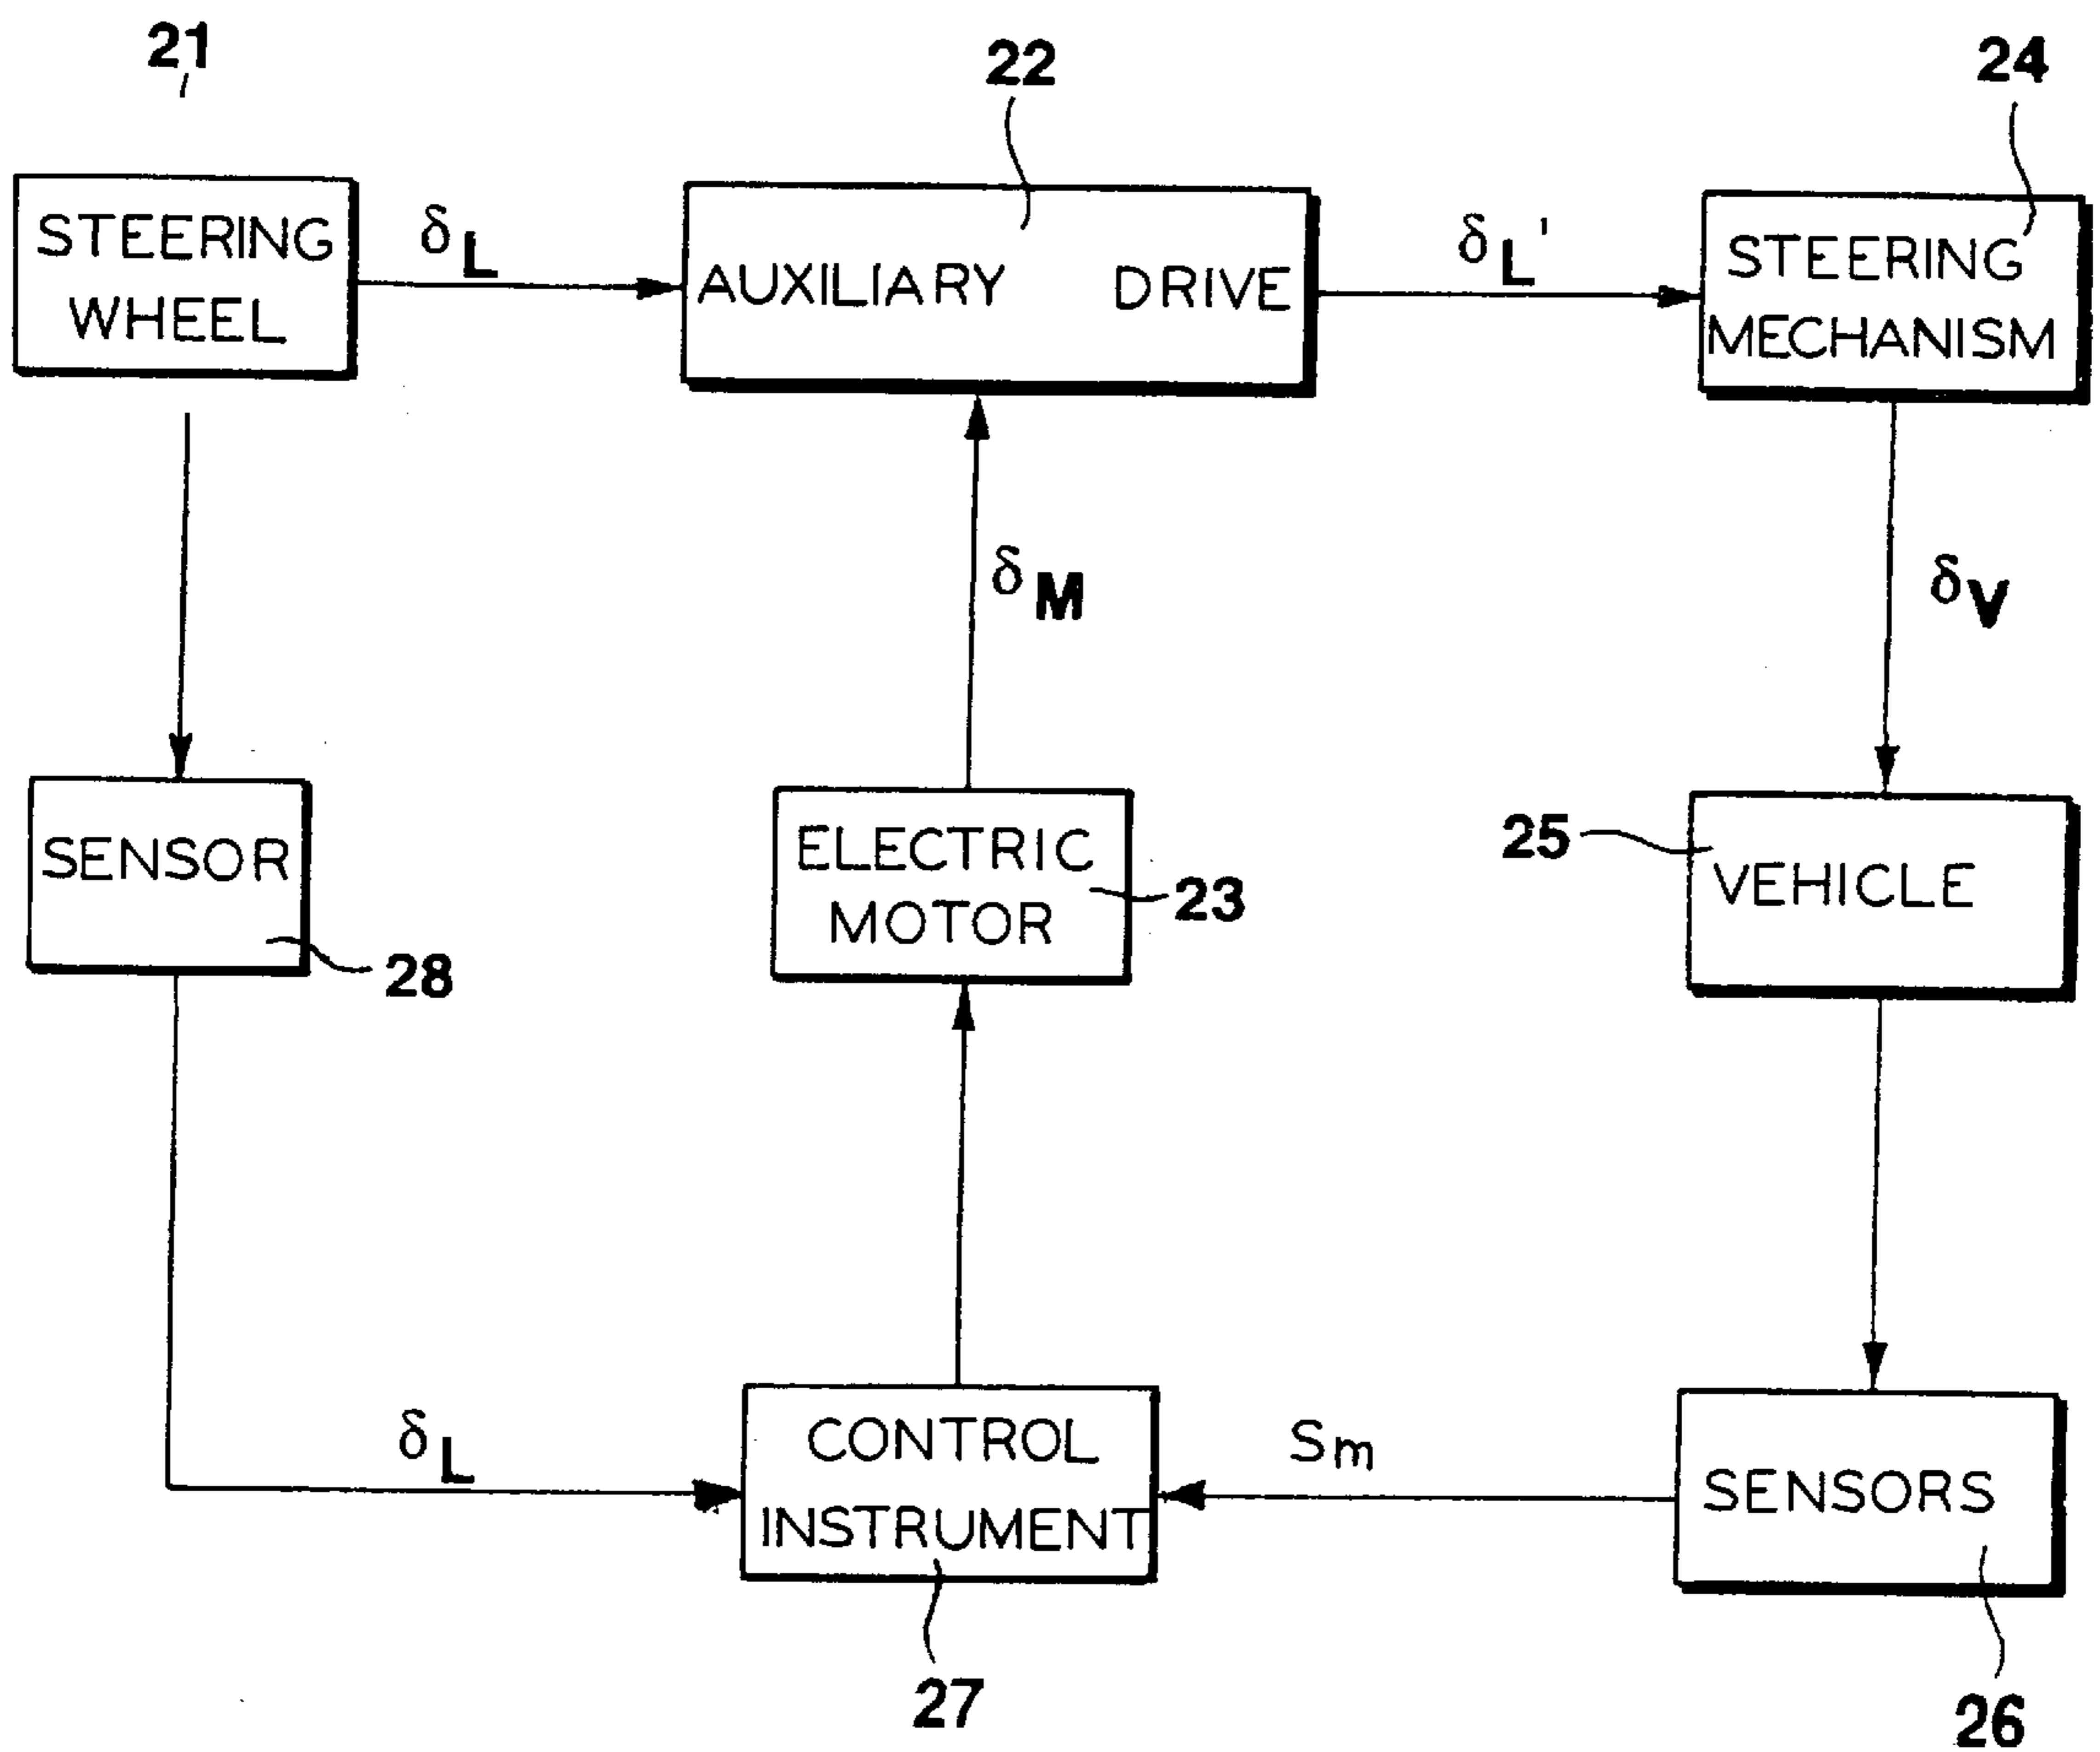 21
22
24
STEERING
WHEEL
δL
AUXILIARY DRIVE
δL'
STEERING
MECHANISM
δM
δV
SENSOR
28
ELECTRIC
MOTOR
23
25
VEHICLE
δL
CONTROL
INSTRUMENT
Sm
SENSORS
27
26